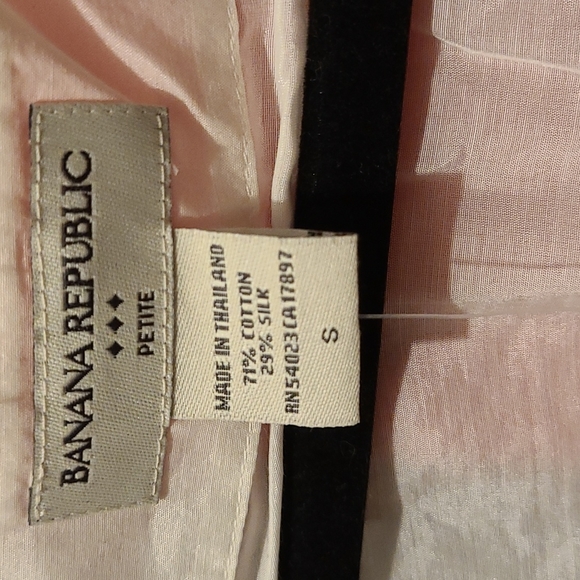 BANANA REPUBLIC
PETITE
MADE IN THAILAND
71% COTTON
29% SILK
RN54023 CA17897
S